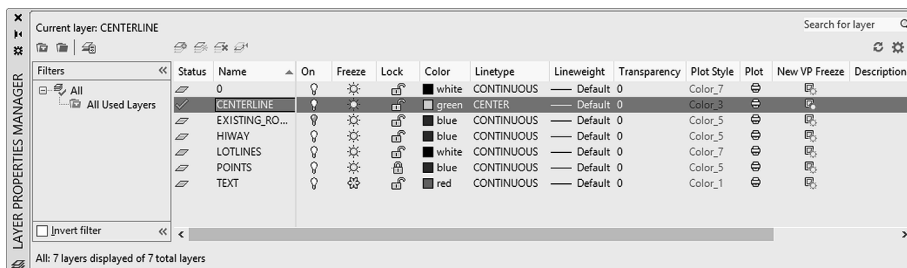 Current layer: CENTERLINE
Search for layer
Filters
Status Name On Freeze Lock Color Linetype Lineweight Transparency Plot Style Plot New VP Freeze Description
All
All Used Layers
0 white CONTINUOUS Default 0 Color_7
CENTERLINE green CENTER Default 0 Color_3
EXISTING_RO... blue CONTINUOUS Default 0 Color_5
HIWAY blue CONTINUOUS Default 0 Color_5
LOTLINES white CONTINUOUS Default 0 Color_7
POINTS blue CONTINUOUS Default 0 Color_5
TEXT red CONTINUOUS Default 0 Color_1
Invert filter
All: 7 layers displayed of 7 total layers
LAYER PROPERTIES MANAGER